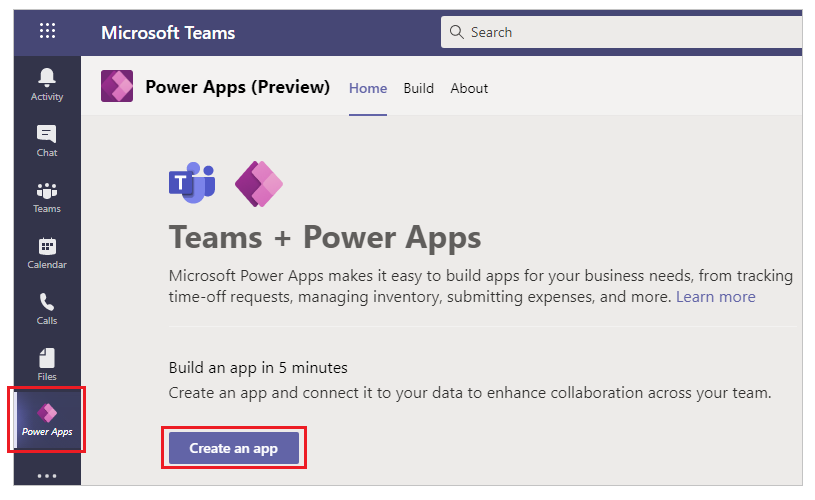 Microsoft Teams
Search
Activity
Chat
Teams
Calendar
Calls
Files
Power Apps
Power Apps (Preview)
Home
Build
About
T
Teams + Power Apps
Microsoft Power Apps makes it easy to build apps for your business needs, from tracking
time-off requests, managing inventory, submitting expenses, and more. Learn more
Build an app in 5 minutes
Create an app and connect it to your data to enhance collaboration across your team.
Create an app